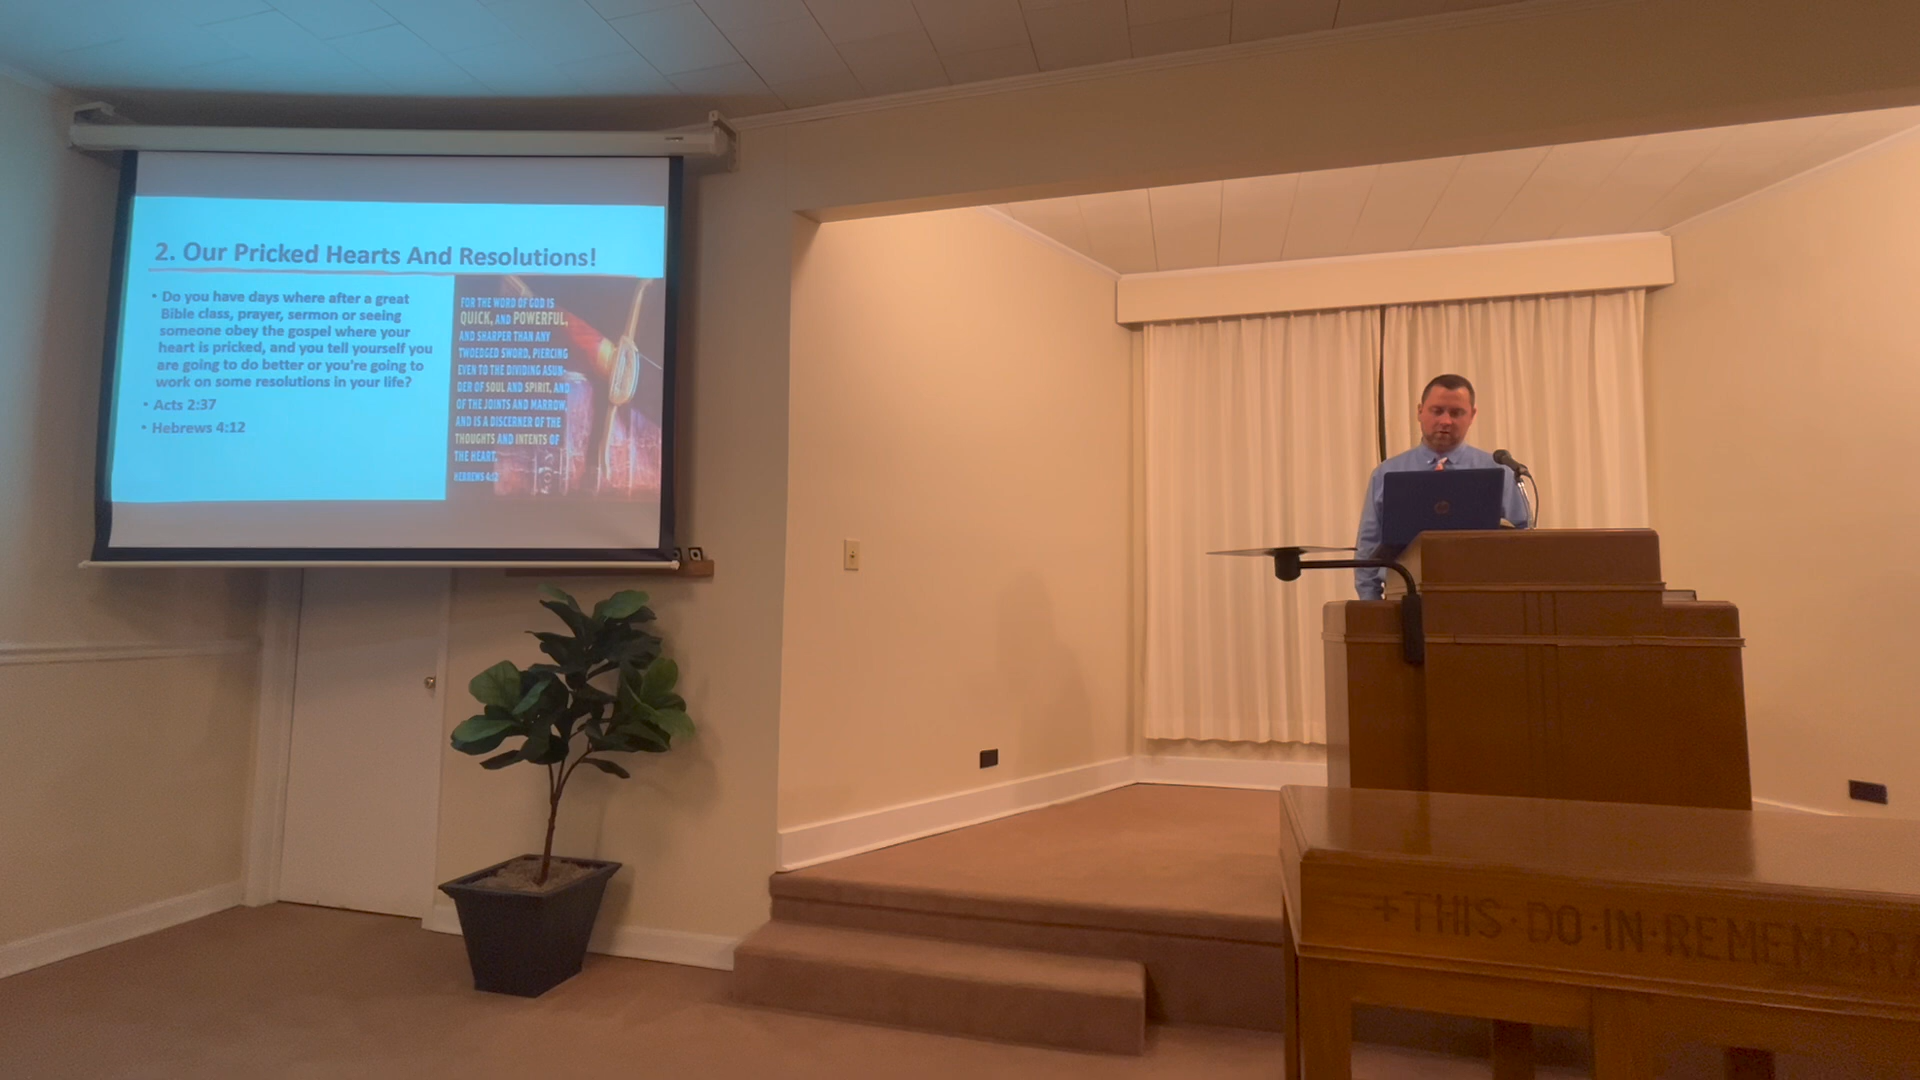 2. Our Pricked Hearts And Resolutions!
• Do you have days where after a great
Bible class, prayer, sermon or seeing
someone obey the gospel where your
heart is pricked, and you tell yourself you
are going to do better or you're going to
work on some resolutions in your life?
• Acts 2:37
• Hebrews 4:12
FOR THE WORD OF GOD IS
QUICK, AND POWERFUL,
AND SHARPER THAN ANY
TWOEDGED SWORD, PIERCING
EVEN TO THE DIVIDING ASUN-
DER OF SOUL AND SPIRIT, AND
OF THE JOINTS AND MARROW,
AND IS A DISCERNER OF THE
THOUGHTS AND INTENTS OF
THE HEART.
HEBREWS 4:12
+THIS·DO·IN·REMEMBRA